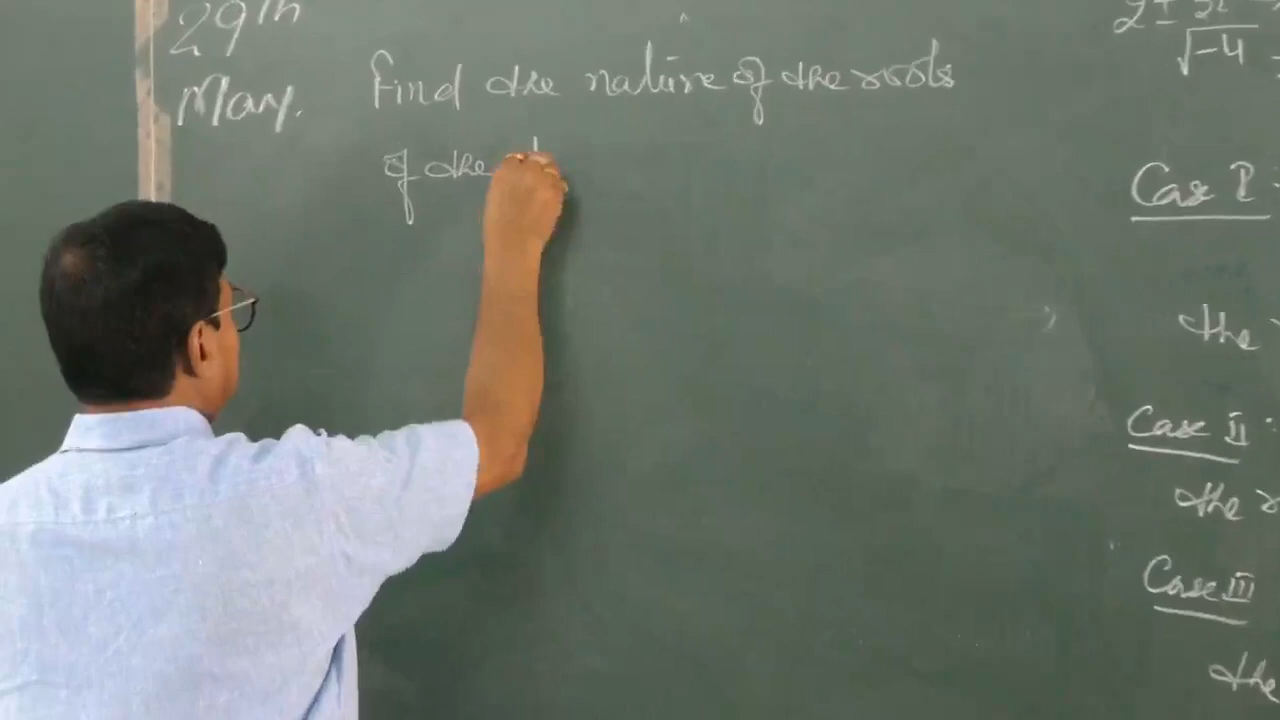 29th
May.
Find the nature of the roots
of the
2 ±
√-4
Case I
the
Case II :
the
Case III
the